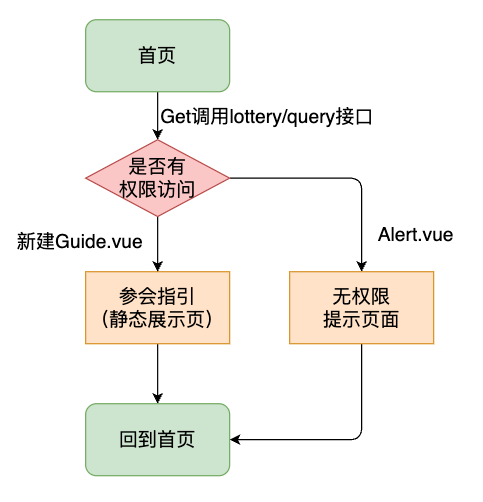 首页
Get调用lottery/query接口
是否有
权限访问
新建Guide.vue
Alert.vue
参会指引
（静态展示页）
无权限
提示页面
回到首页